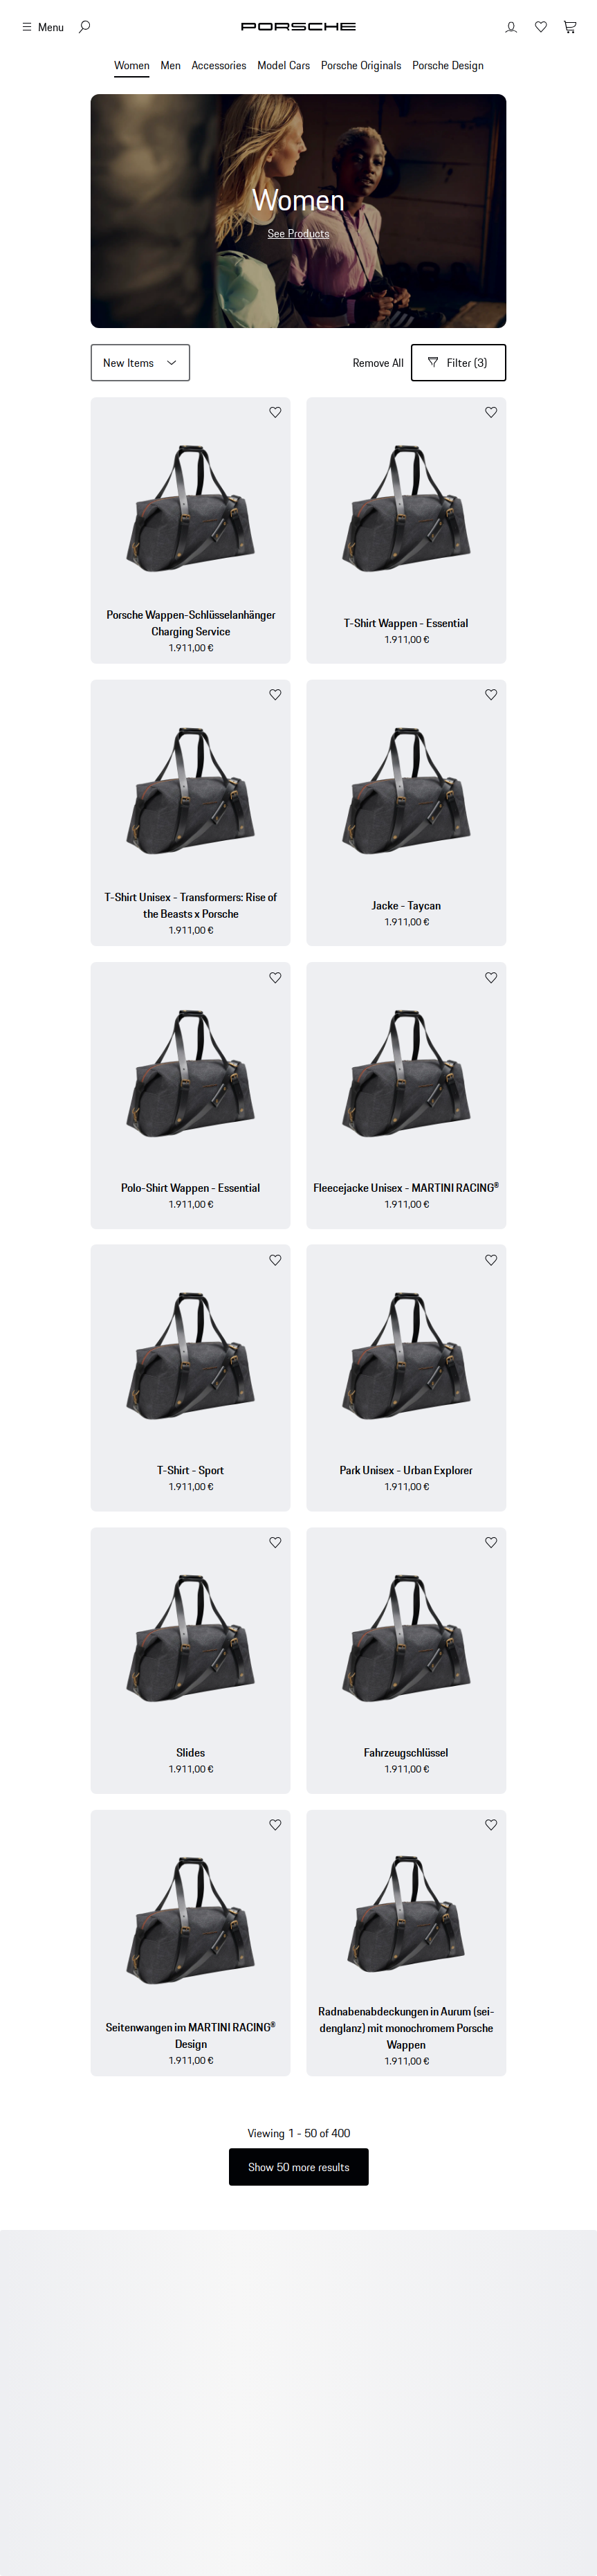 Menu
PORSCHE
Women Men Accessories Model Cars Porsche Originals Porsche Design
Women
See Products
New Items
Remove All
Filter (3)
Porsche Wappen-Schlüsselanhänger
Charging Service
1.911,00 €
T-Shirt Wappen - Essential
1.911,00 €
T-Shirt Unisex - Transformers: Rise of
the Beasts x Porsche
1.911,00 €
Jacke - Taycan
1.911,00 €
Polo-Shirt Wappen - Essential
1.911,00 €
Fleecejacke Unisex - MARTINI RACING®
1.911,00 €
T-Shirt - Sport
1.911,00 €
Park Unisex - Urban Explorer
1.911,00 €
Slides
1.911,00 €
Fahrzeugschlüssel
1.911,00 €
Seitenwangen im MARTINI RACING®
Design
1.911,00 €
Radnabenabdeckungen in Aurum (sei-
denglanz) mit monochromem Porsche
Wappen
1.911,00 €
Viewing 1 - 50 of 400
Show 50 more results